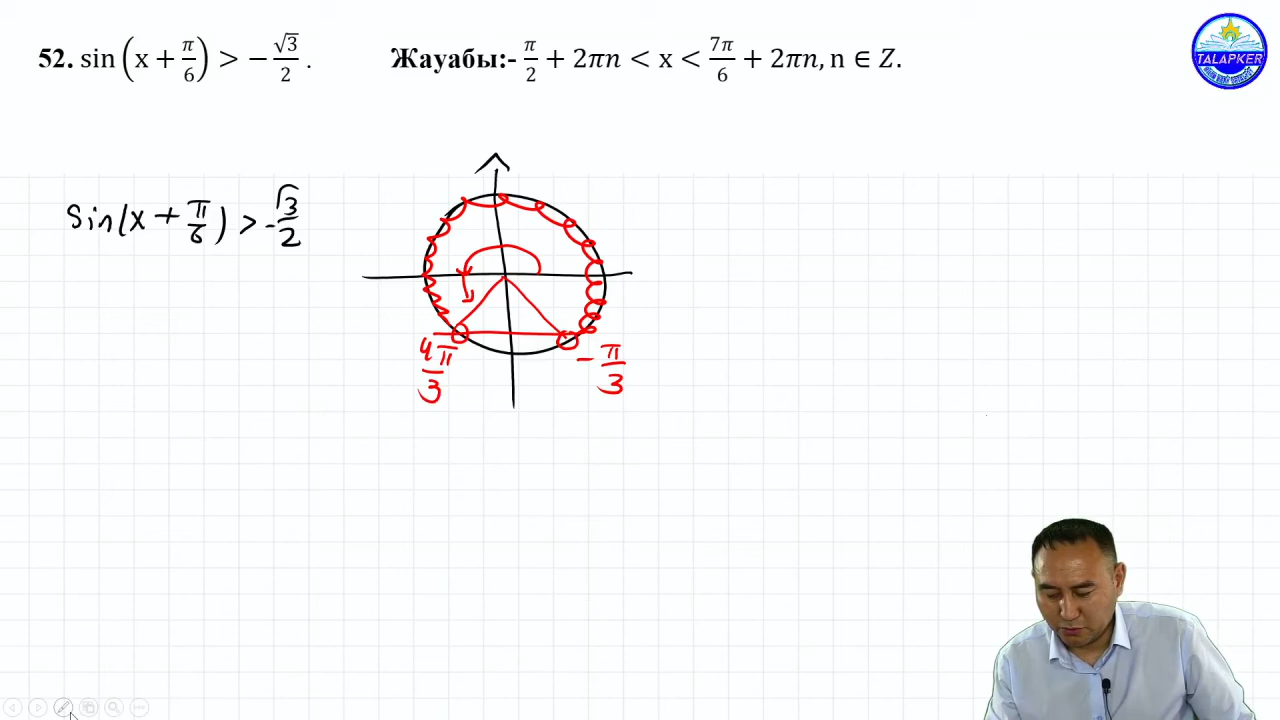 52. sin(x + π/6) > −√3/2 . Жауабы:- π/2 + 2πn < x < 7π/6 + 2πn, n ∈ Z.
TALAPKER
Sin(x + π/6) > -√3/2
4π/3
-π/3